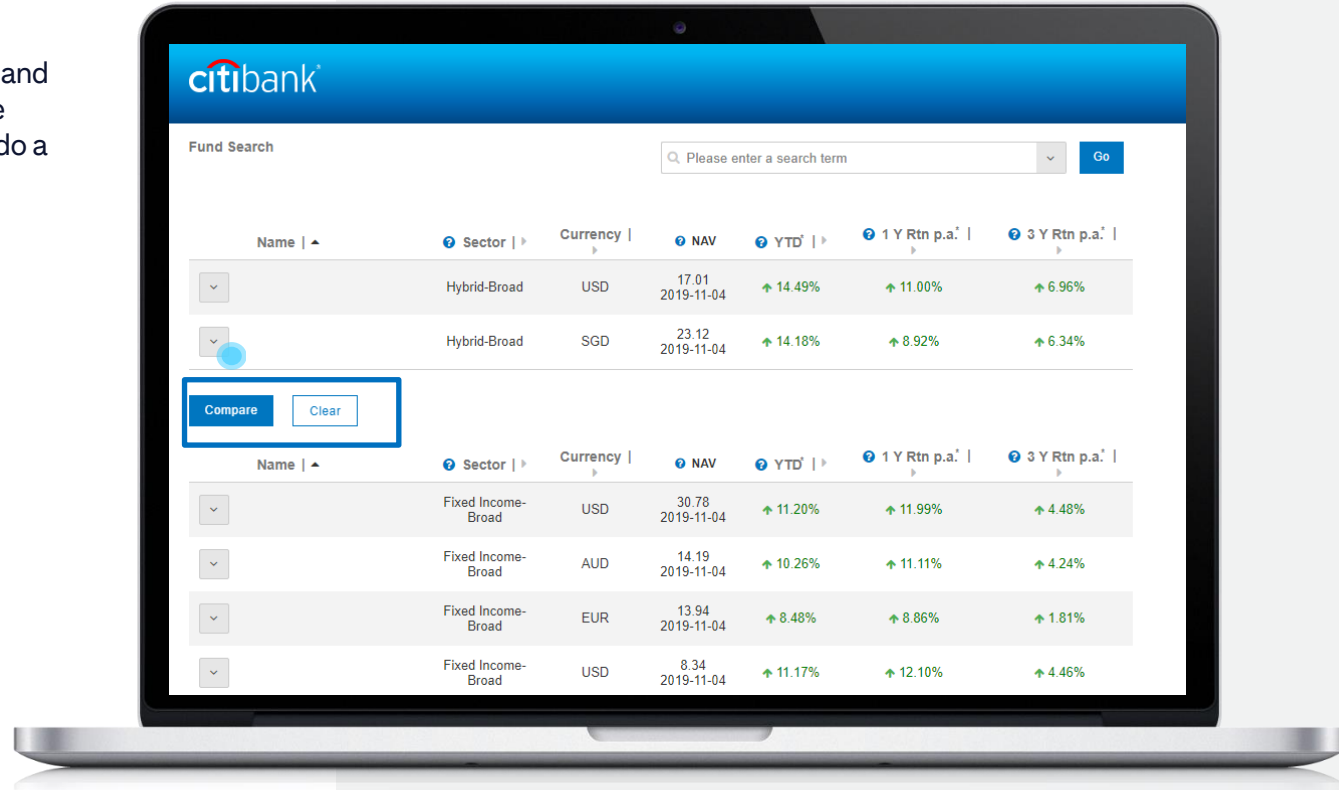 and
e
do a
citibank®
Fund Search
Please enter a search term
Go
Name | Sector | Currency | NAV YTD* | 1 Y Rtn p.a.* | 3 Y Rtn p.a.* |
Hybrid-Broad USD 17.01 2019-11-04 14.49% 11.00% 6.96%
Hybrid-Broad SGD 23.12 2019-11-04 14.18% 8.92% 6.34%
Compare Clear
Name | Sector | Currency | NAV YTD* | 1 Y Rtn p.a.* | 3 Y Rtn p.a.* |
Fixed Income-Broad USD 30.78 2019-11-04 11.20% 11.99% 4.48%
Fixed Income-Broad AUD 14.19 2019-11-04 10.26% 11.11% 4.24%
Fixed Income-Broad EUR 13.94 2019-11-04 8.48% 8.86% 1.81%
Fixed Income-Broad USD 8.34 2019-11-04 11.17% 12.10% 4.46%